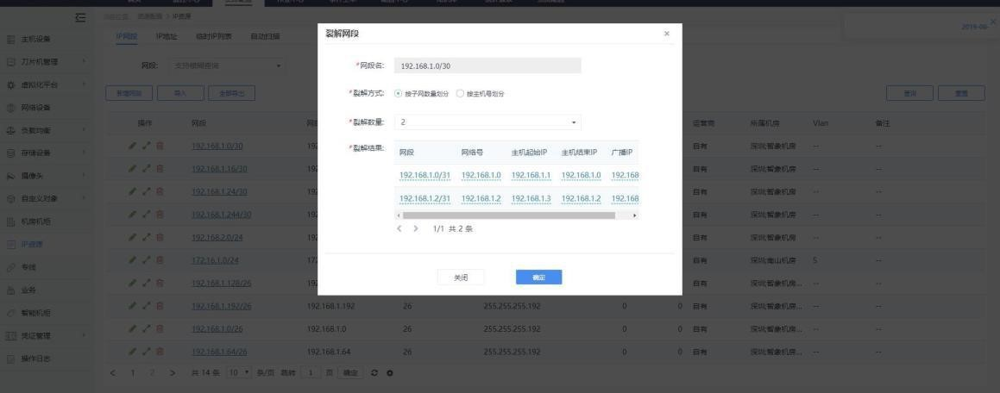 当前位置: 资源配置 > IP资源
2019-06-
IP网段 IP地址 临时IP列表 自动扫描
网段: 支持模糊查询
新增网段 导入 全部导出 查询 重置
主机设备
刀片机管理
虚拟化平台
网络设备
负载均衡
存储设备
摄像头
自定义对象
机房机柜
IP资源
专线
业务
智能机柜
凭证管理
操作日志
裂解网段 ×
*网段名: 192.168.1.0/30
*裂解方式: 按子网数量划分 按主机号划分
*裂解数量: 2
*裂解结果:
网段 网络号 主机起始IP 主机结束IP 广播IP
192.168.1.0/31 192.168.1.0 192.168.1.1 192.168.1.0 192.168
192.168.1.2/31 192.168.1.2 192.168.1.3 192.168.1.2 192.168
< > 1/1 共 2 条
关闭 确定
操作 网段 运营商 所属机房 Vlan 备注
192.168.1.0/30 192 自有 深圳;智象机房 -- --
192.168.1.16/30 192 自有 深圳;智象机房 -- --
192.168.1.24/30 192 自有 深圳;智象机房 -- --
192.168.1.244/30 192 自有 深圳;智象机房 -- --
192.168.2.0/24 192 自有 深圳;智象机房 -- --
172.16.1.0/24 172 自有 深圳;南山机房 5 --
192.168.1.128/26 192 自有 深圳;智象机房... -- --
192.168.1.192/26 192.168.1.192 26 255.255.255.192 0 0 自有 深圳;智象机房... -- --
192.168.1.0/26 192.168.1.0 26 255.255.255.192 0 0 自有 深圳;智象机房... -- --
192.168.1.64/26 192.168.1.64 26 255.255.255.192 0 0 自有 深圳;智象机房... -- --
< 1 2 > 共 14 条 10 条/页 跳转 1 页 确定